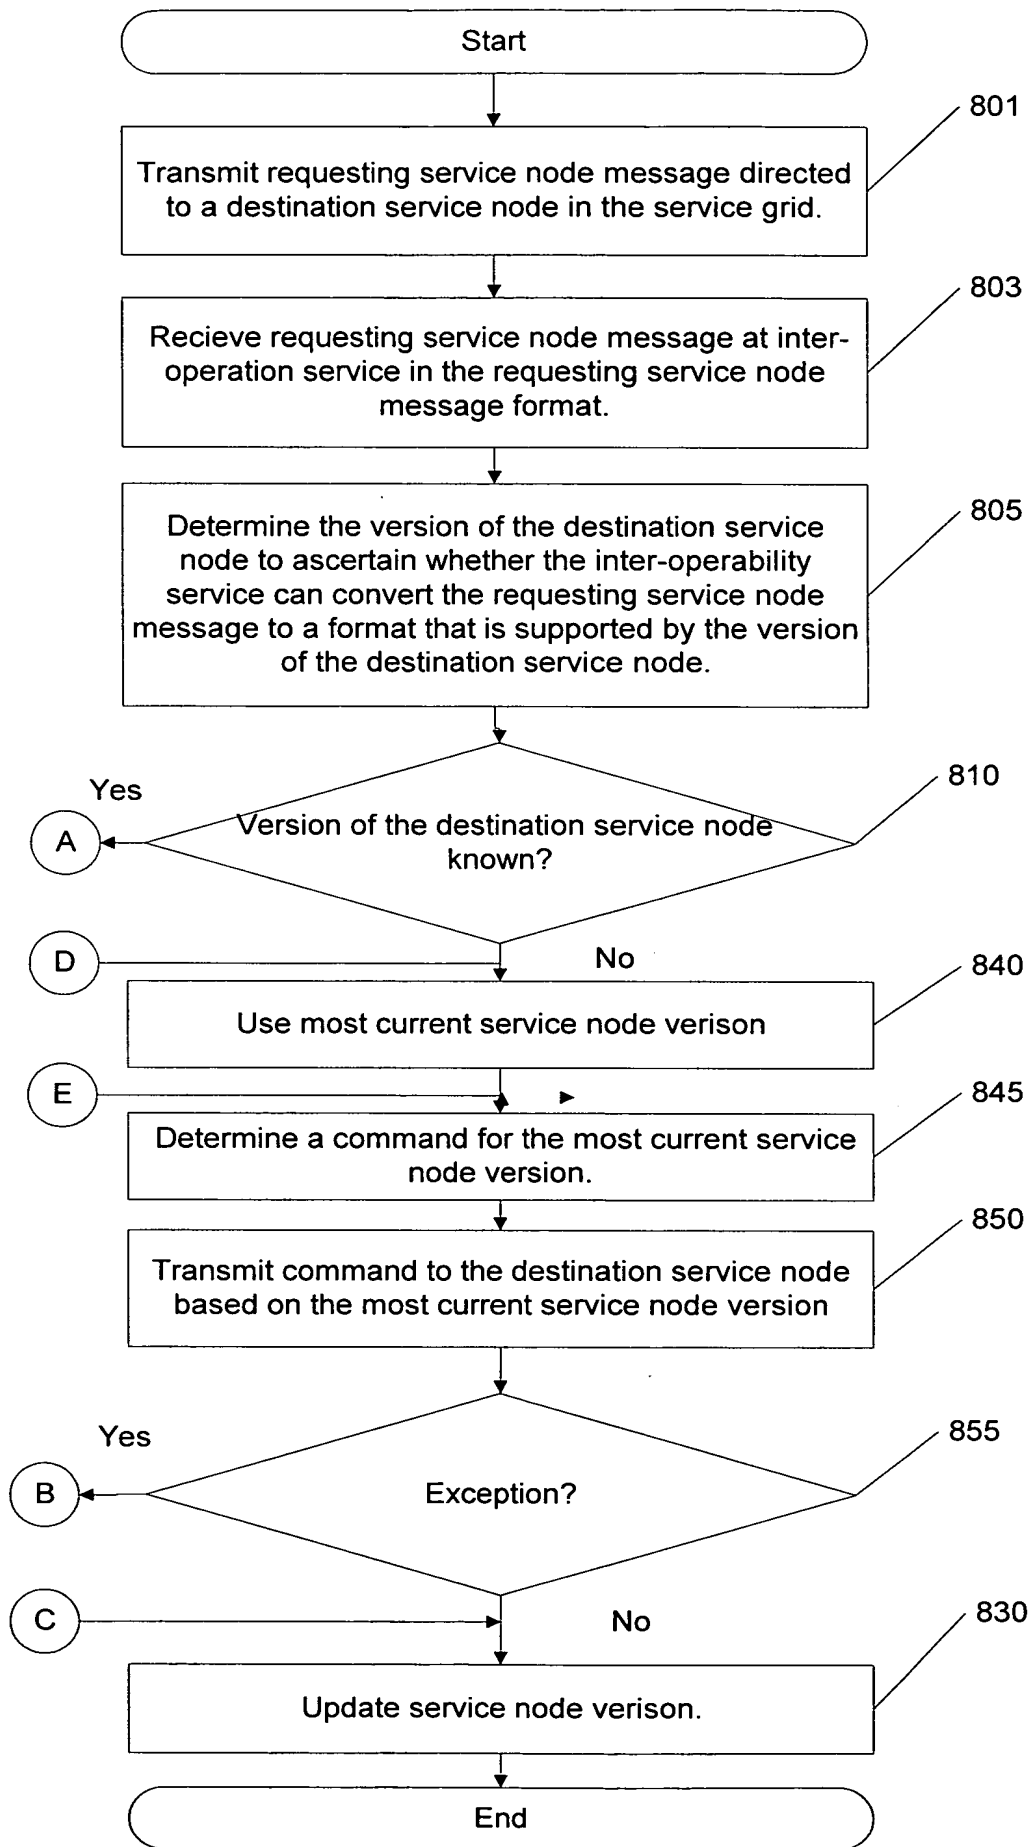 Start
801
Transmit requesting service node message directed
to a destination service node in the service grid.
803
Recieve requesting service node message at inter-
operation service in the requesting service node
message format.
805
Determine the version of the destination service
node to ascertain whether the inter-operability
service can convert the requesting service node
message to a format that is supported by the version
of the destination service node.
810
Yes
A
Version of the destination service node
known?
D
No
840
Use most current service node verison
E
845
Determine a command for the most current service
node version.
850
Transmit command to the destination service node
based on the most current service node version
855
Yes
B
Exception?
C
No
830
Update service node verison.
End